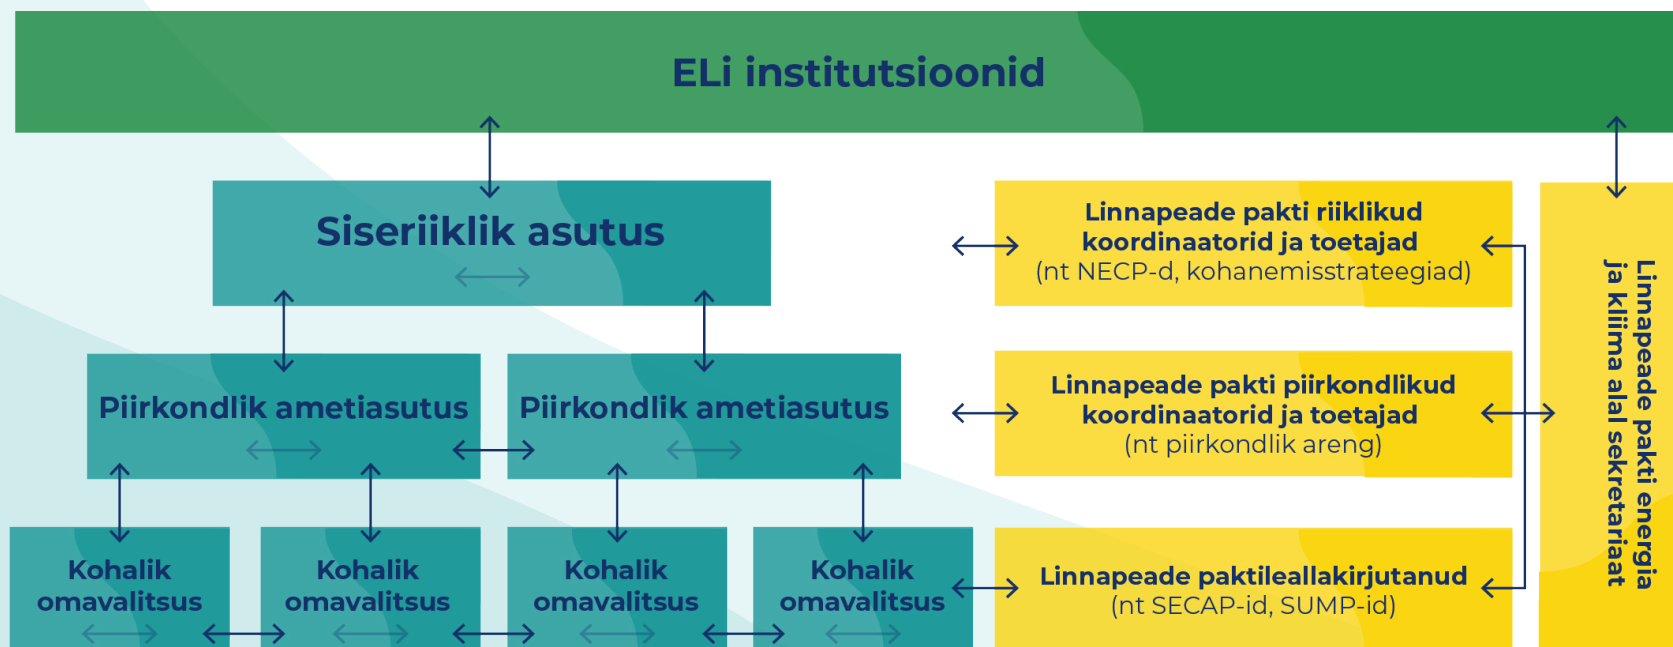 ELi institutsioonid
Siseriiklik asutus
Linnapeade pakti riiklikud
koordinaatorid ja toetajad
(nt NECP-d, kohanemisstrateegiad)
Piirkondlik ametiasutus
Piirkondlik ametiasutus
Linnapeade pakti piirkondlikud
koordinaatorid ja toetajad
(nt piirkondlik areng)
Kohalik
omavalitsus
Kohalik
omavalitsus
Kohalik
omavalitsus
Kohalik
omavalitsus
Linnapeade paktileallakirjutanud
(nt SECAP-id, SUMP-id)
Linnapeade pakti energia
ja kliima alal sekretariaat